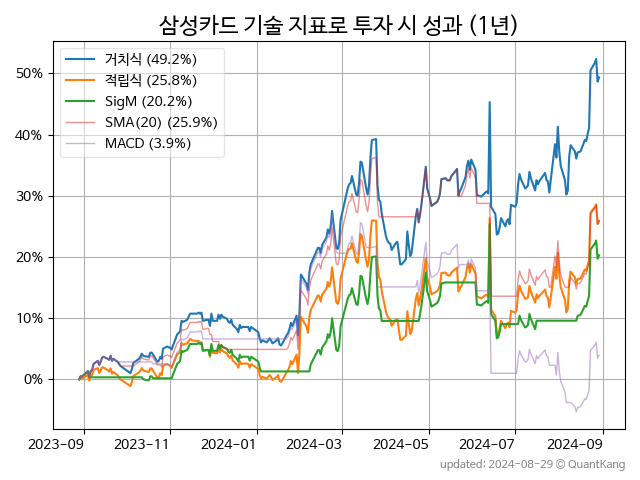 삼성카드 기술 지표로 투자 시 성과 (1년)
거치식 (49.2%)
적립식 (25.8%)
SigM (20.2%)
SMA(20) (25.9%)
MACD (3.9%)
50%
40%
30%
20%
10%
0%
2023-09 2023-11 2024-01 2024-03 2024-05 2024-07 2024-09
updated: 2024-08-29 © QuantKang